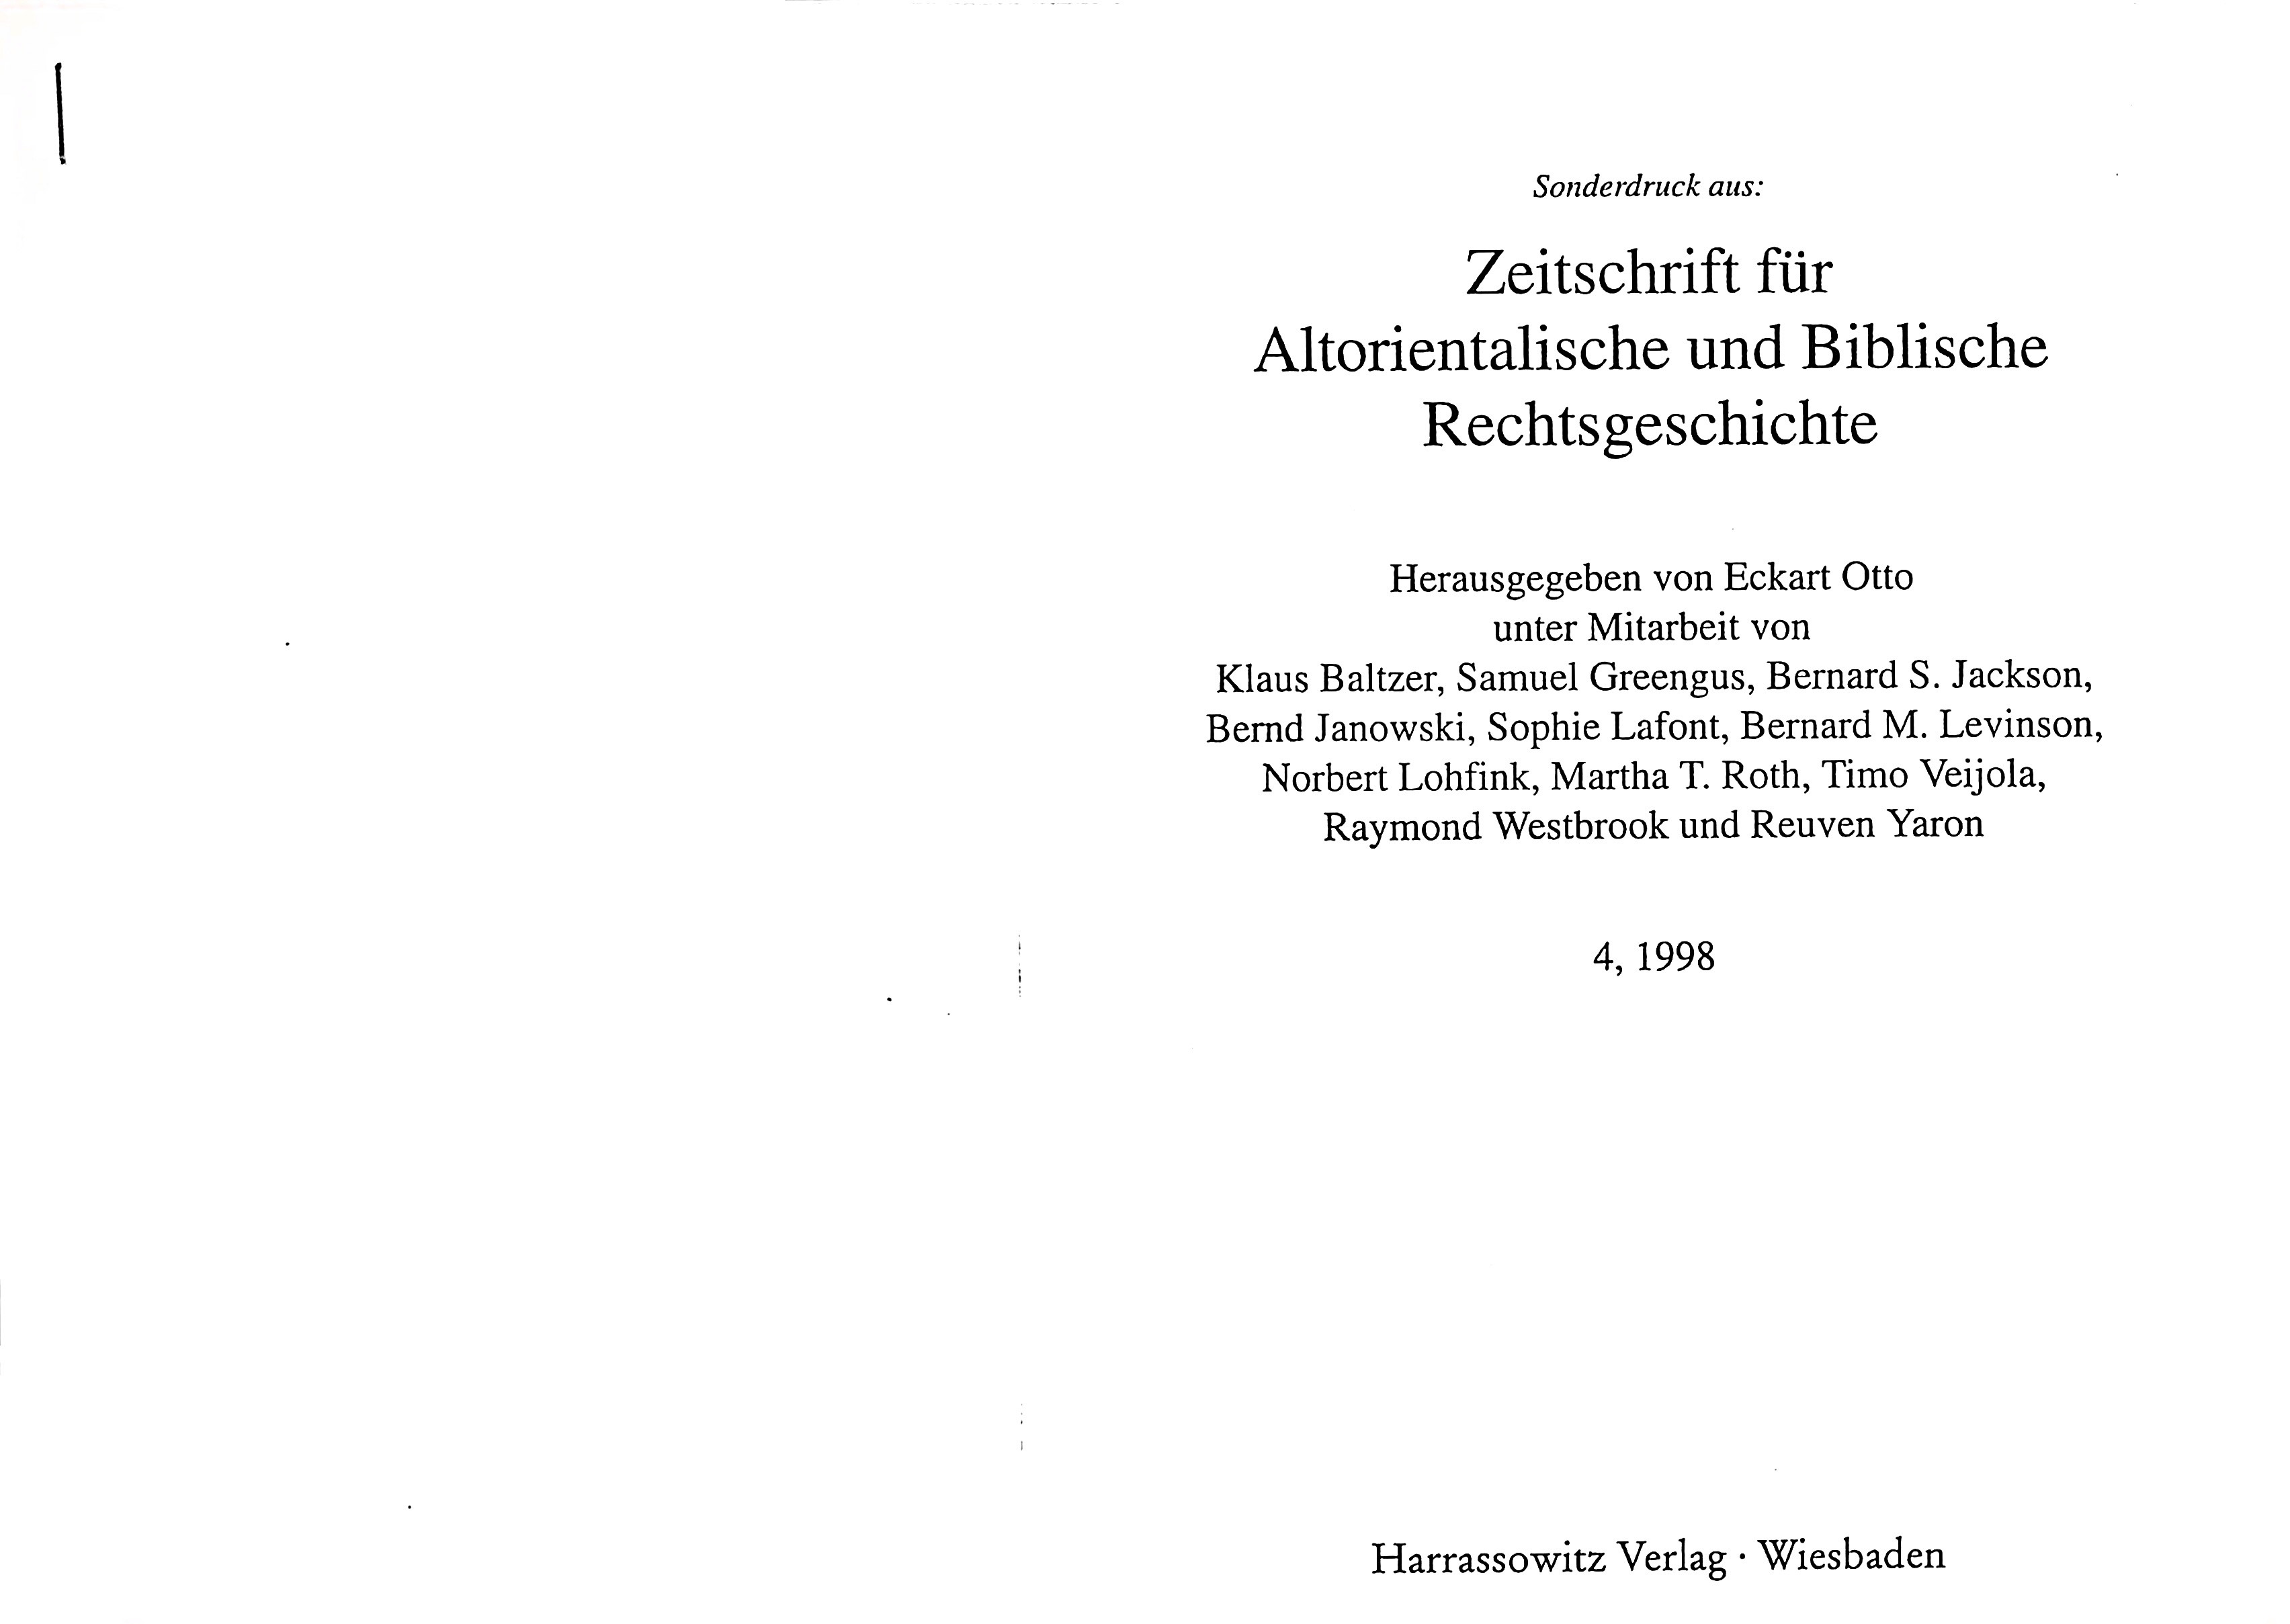 Sonderdruck aus:
Zeitschrift für
Altorientalische und Biblische
Rechtsgeschichte
Herausgegeben von Eckart Otto
unter Mitarbeit von
Klaus Baltzer, Samuel Greengus, Bernard S. Jackson,
Bernd Janowski, Sophie Lafont, Bernard M. Levinson,
Norbert Lohfink, Martha T. Roth, Timo Veijola,
Raymond Westbrook und Reuven Yaron
4, 1998
Harrassowitz Verlag · Wiesbaden